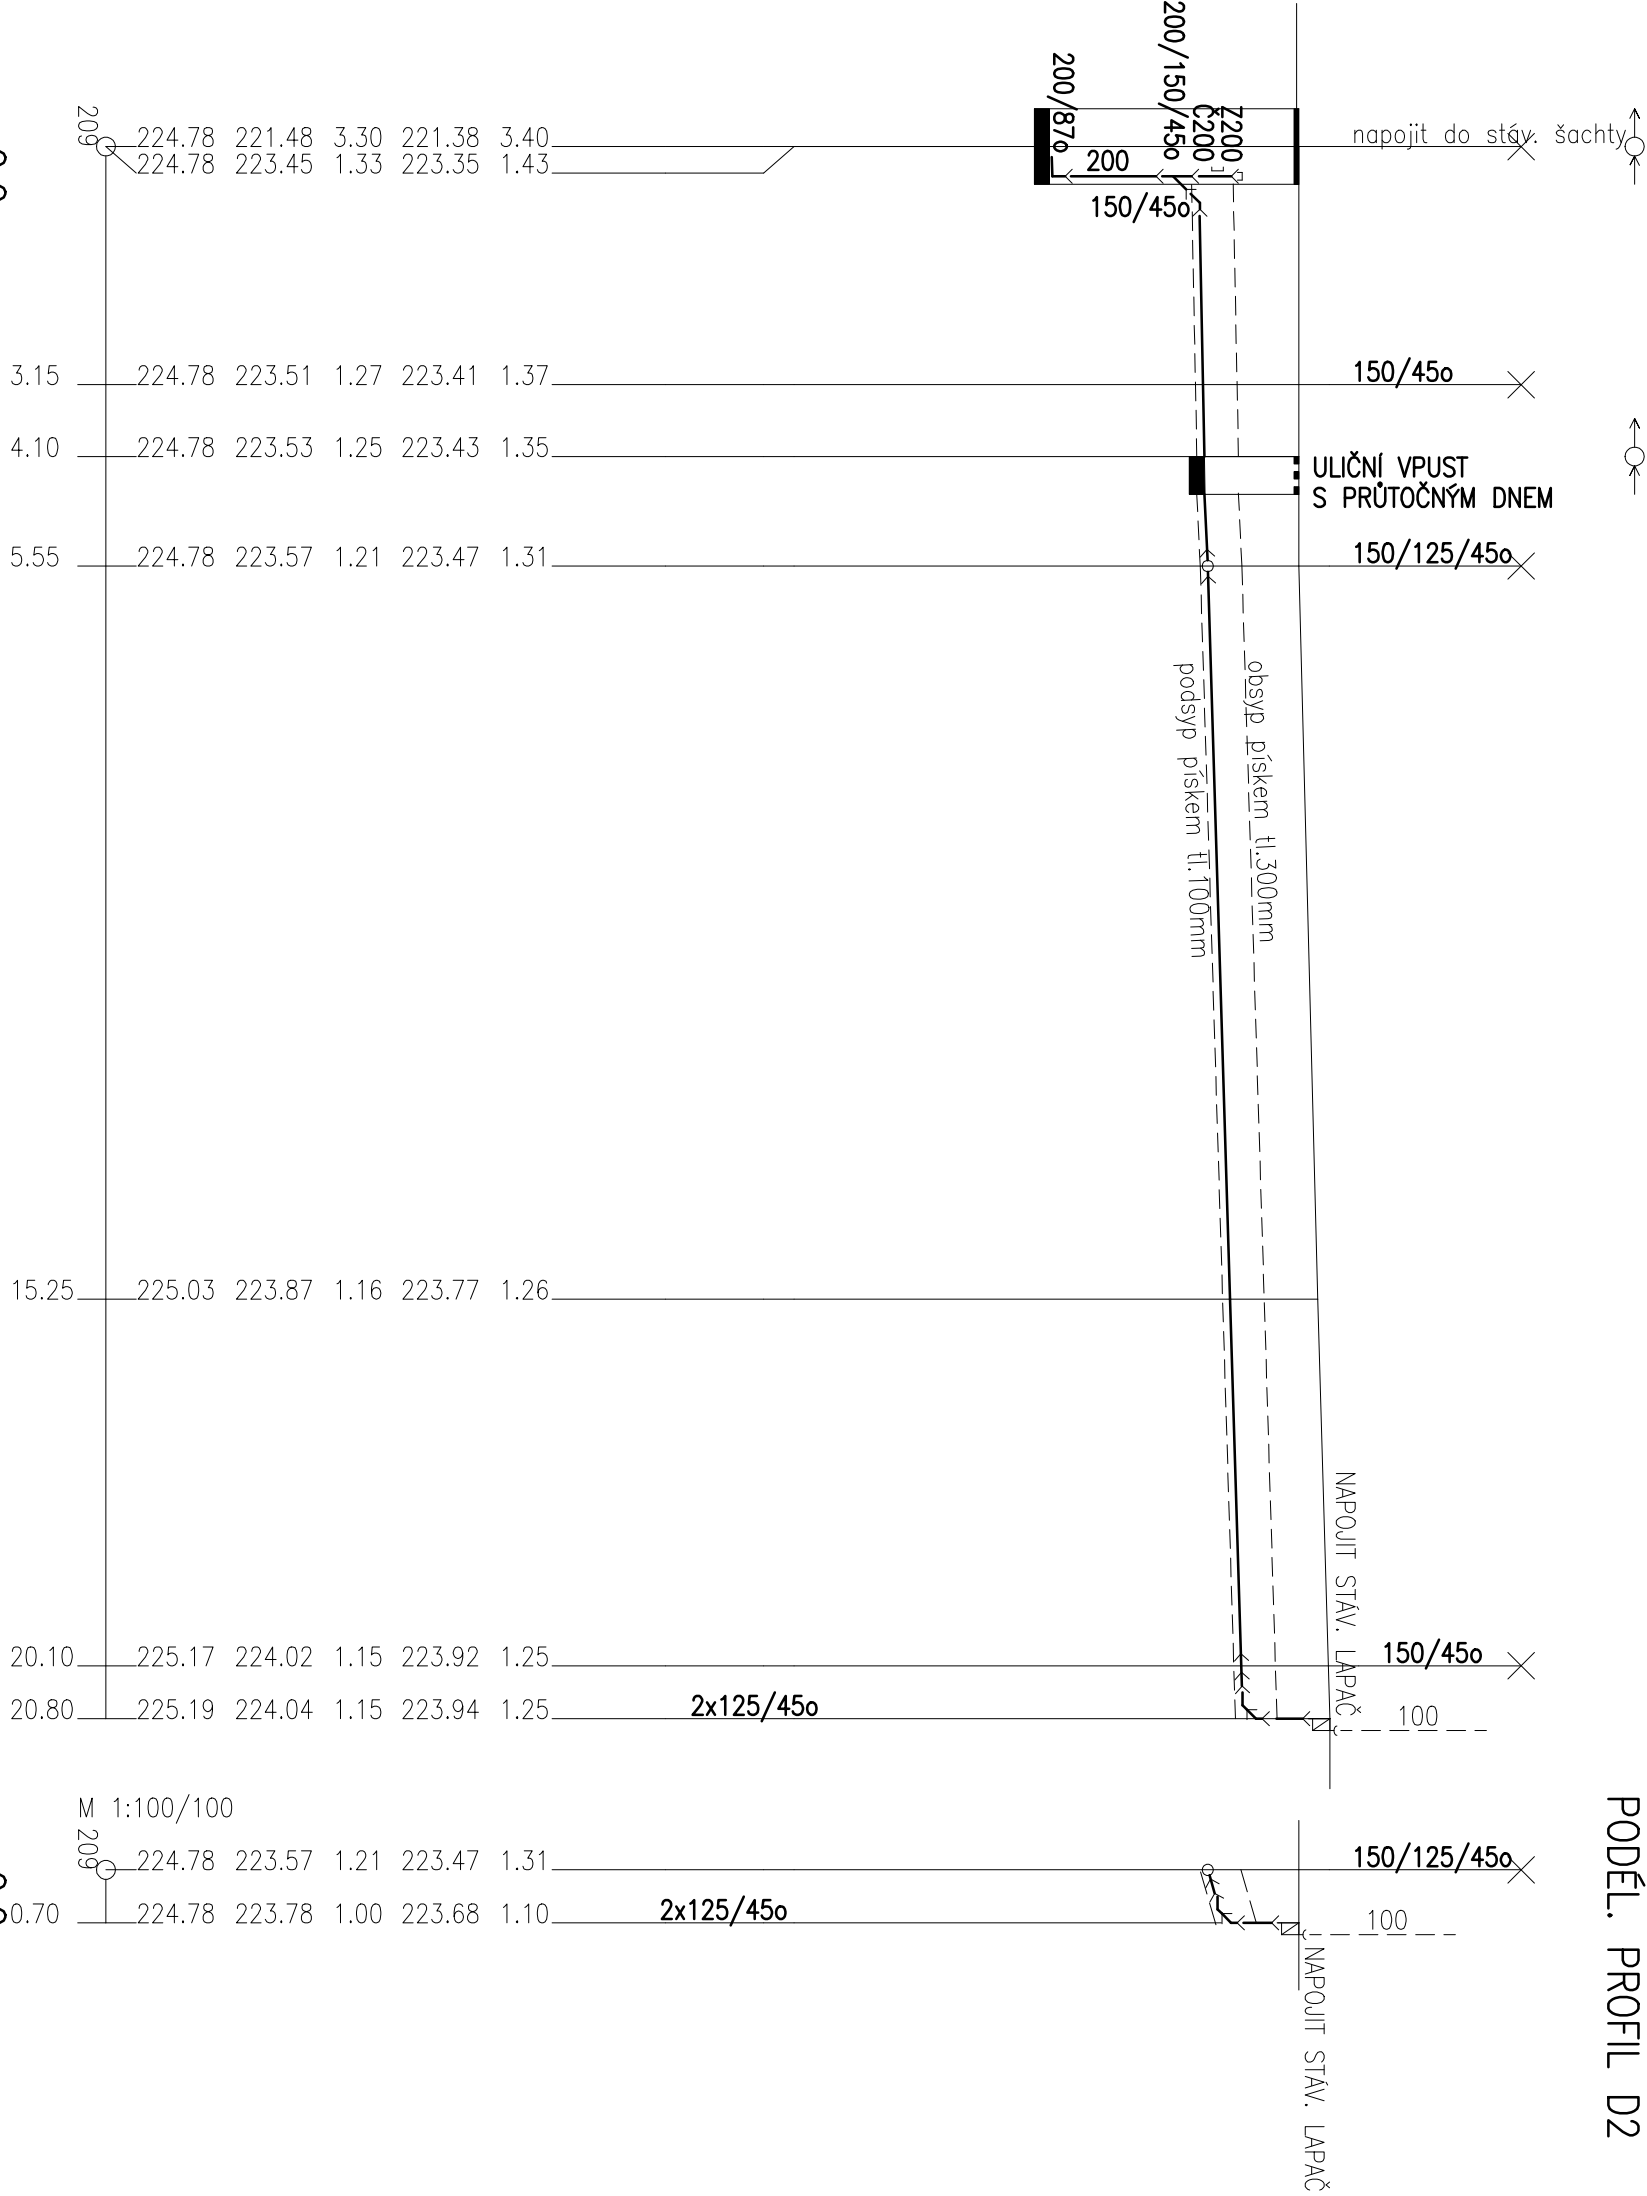 napojit do stáv. šachty
200/150/45o
Č200
Z200
200/87o
200
150/45o
209
224.78 221.48 3.30 221.38 3.40
224.78 223.45 1.33 223.35 1.43
3.15 224.78 223.51 1.27 223.41 1.37
150/45o
4.10 224.78 223.53 1.25 223.43 1.35
ULIČNÍ VPUST
S PRŮTOČNÝM DNEM
5.55 224.78 223.57 1.21 223.47 1.31
150/125/45o
obsyp pískem tl.300mm
podsyp pískem tl.100mm
15.25 225.03 223.87 1.16 223.77 1.26
NAPOJIT STÁV. LAPAČ
20.10 225.17 224.02 1.15 223.92 1.25
150/45o
20.80 225.19 224.04 1.15 223.94 1.25
2x125/45o
100
M 1:100/100
PODÉL. PROFIL D2
209
224.78 223.57 1.21 223.47 1.31
150/125/45o
0.70 224.78 223.78 1.00 223.68 1.10
2x125/45o
100
NAPOJIT STÁV. LAPAČ